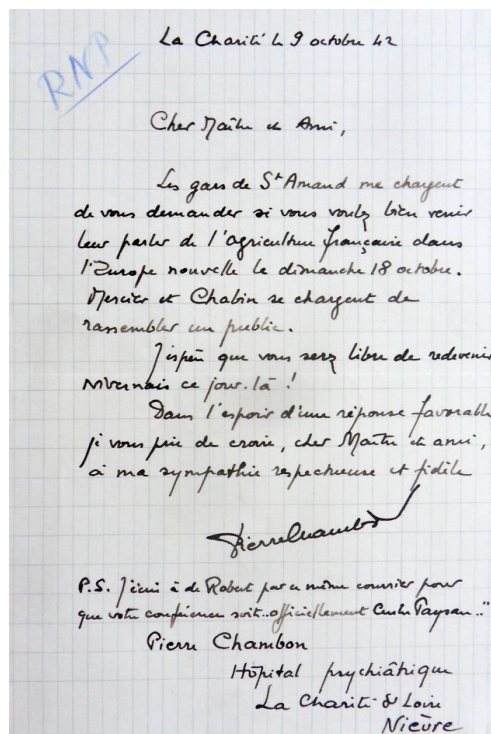 La Charité le 9 octobre 42
RNP
Cher Maître et Ami,
Les gars de St Amand me chargent
de vous demander si vous voulez bien venir
leur parler de l'agriculture française dans
l'Europe nouvelle le dimanche 18 octobre.
Mercier et Chabin se chargent de
rassembler un public.
J'espère que vous serez libre de redevenir
nivernais ce jour-là !
Dans l'espoir d'une réponse favorable
je vous prie de croire, cher Maître et ami,
à ma sympathie respectueuse et fidèle
PierreChambon
P.S. J'écris à de Robert par ce même courrier pour
que votre conférence soit..officiellement Paysan.."
Pierre Chambon
Hôpital psychiâtrique
La Charité s/ Loire
Nièvre